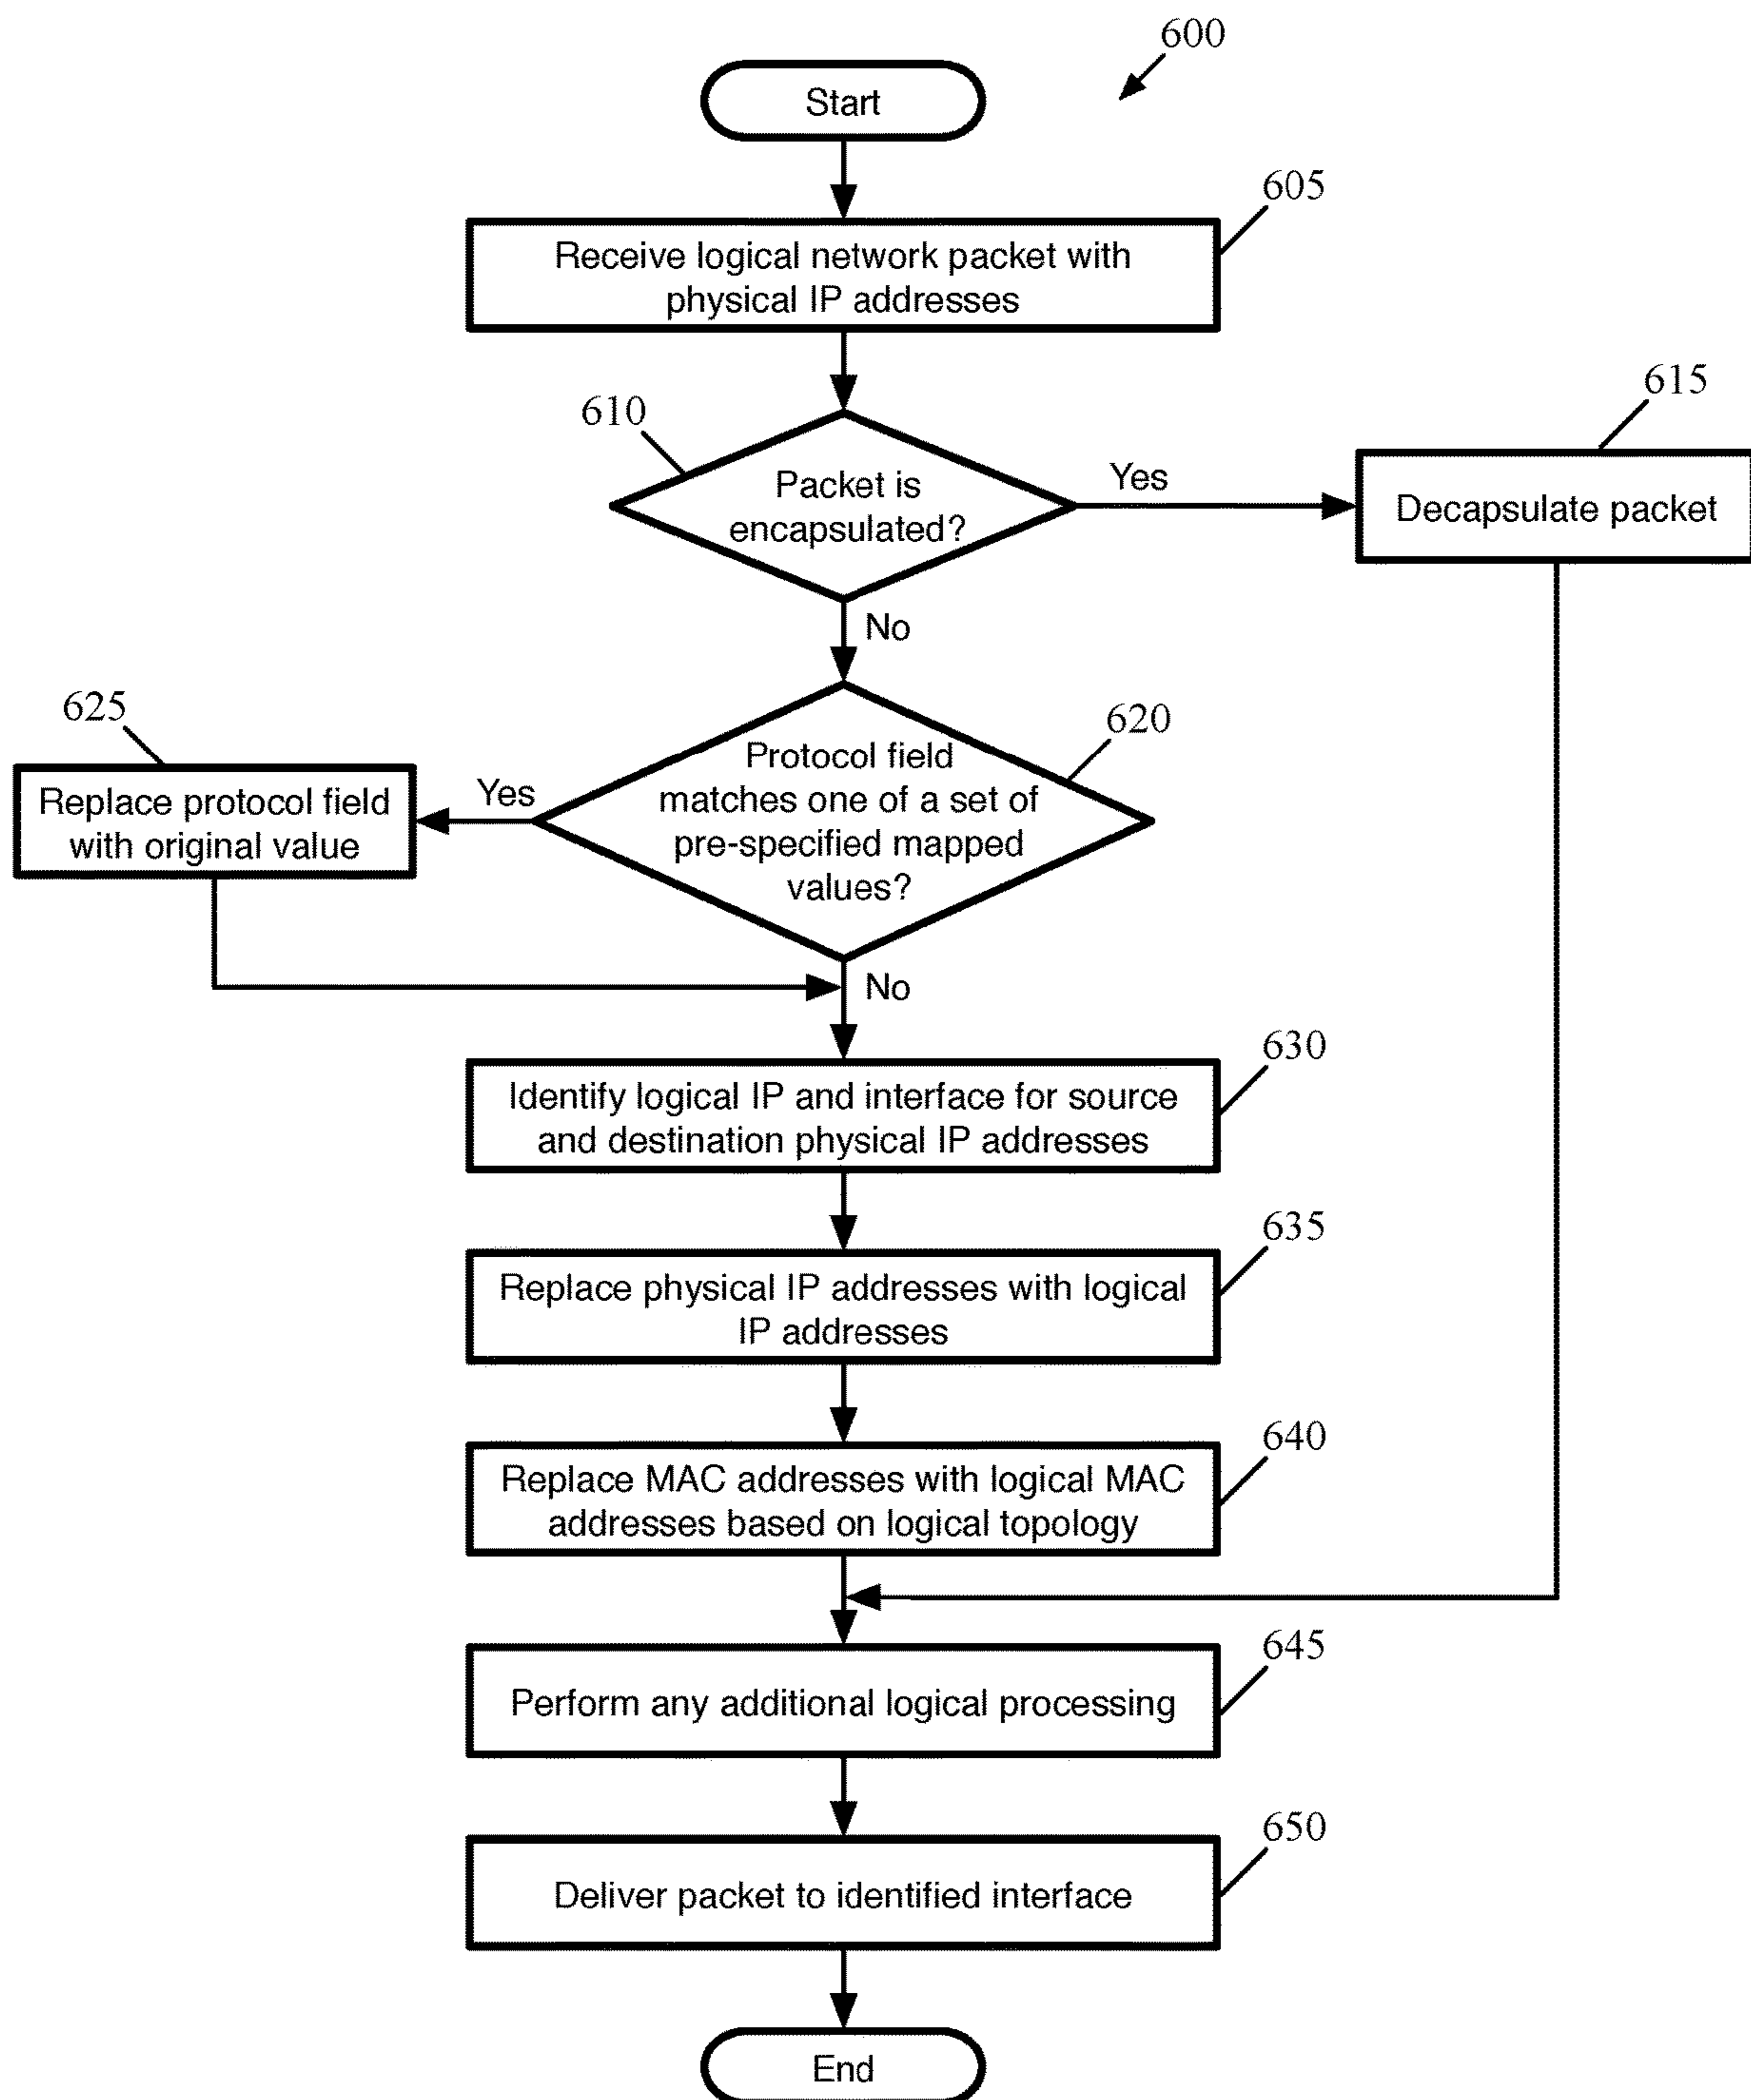 600
Start
605
Receive logical network packet with
physical IP addresses
610
Packet is
encapsulated?
Yes
615
Decapsulate packet
No
620
Protocol field
matches one of a set of
pre-specified mapped
values?
Yes
625
Replace protocol field
with original value
No
630
Identify logical IP and interface for source
and destination physical IP addresses
635
Replace physical IP addresses with logical
IP addresses
640
Replace MAC addresses with logical MAC
addresses based on logical topology
645
Perform any additional logical processing
650
Deliver packet to identified interface
End